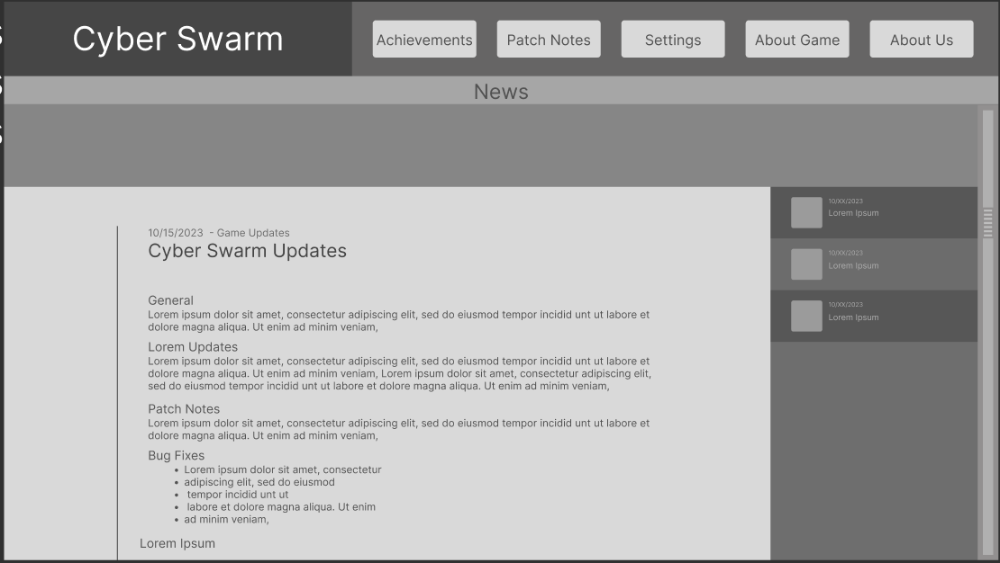 Cyber Swarm
Achievements
Patch Notes
Settings
About Game
About Us
News
10/15/2023 - Game Updates
Cyber Swarm Updates
General
Lorem ipsum dolor sit amet, consectetur adipiscing elit, sed do eiusmod tempor incidid unt ut labore et
dolore magna aliqua. Ut enim ad minim veniam,
Lorem Updates
Lorem ipsum dolor sit amet, consectetur adipiscing elit, sed do eiusmod tempor incidid unt ut labore et
dolore magna aliqua. Ut enim ad minim veniam, Lorem ipsum dolor sit amet, consectetur adipiscing elit,
sed do eiusmod tempor incidid unt ut labore et dolore magna aliqua. Ut enim ad minim veniam,
Patch Notes
Lorem ipsum dolor sit amet, consectetur adipiscing elit, sed do eiusmod tempor incidid unt ut labore et
dolore magna aliqua. Ut enim ad minim veniam,
Bug Fixes
• Lorem ipsum dolor sit amet, consectetur
• adipiscing elit, sed do eiusmod
• tempor incidid unt ut
• labore et dolore magna aliqua. Ut enim
• ad minim veniam,
Lorem Ipsum
10/XX/2023
Lorem Ipsum
10/XX/2023
Lorem Ipsum
10/XX/2023
Lorem Ipsum